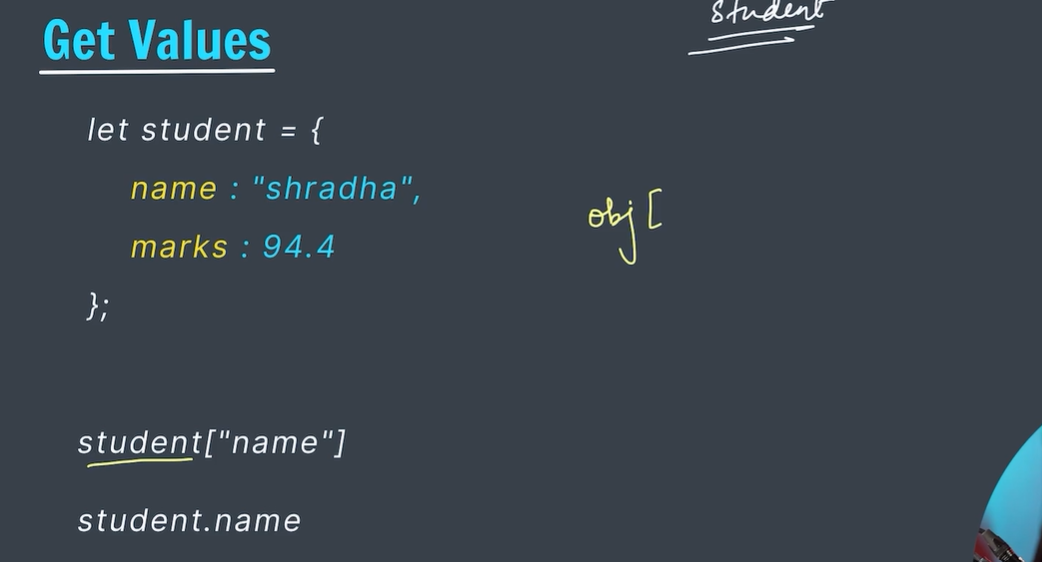 student
Get Values
let student = {
name : "shradha",
marks : 94.4
};
obj [
student["name"]
student.name